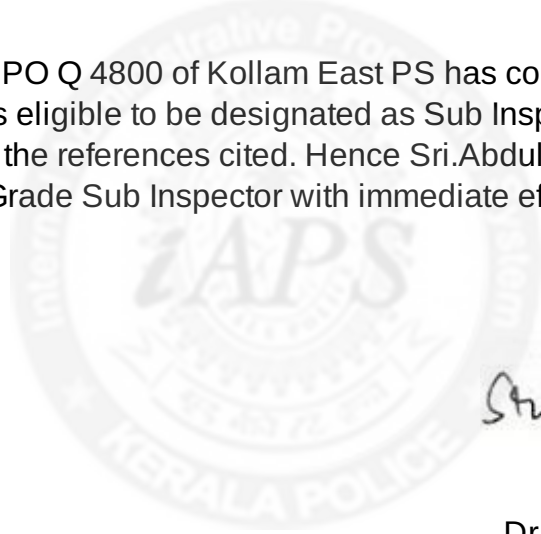 PO Q 4800 of Kollam East PS has co
s eligible to be designated as Sub Insp
the references cited. Hence Sri.Abdul
Grade Sub Inspector with immediate ef
iAPS
KERALA POLICE
Dr